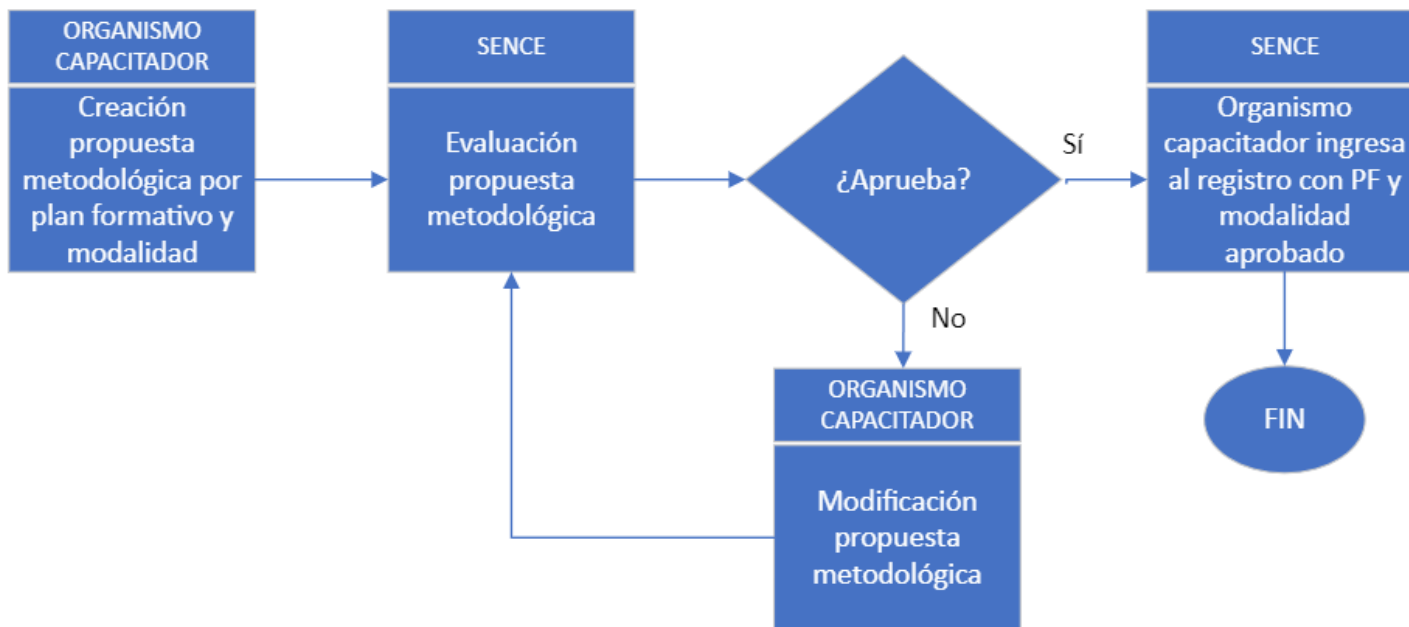 ORGANISMO
CAPACITADOR
Creación
propuesta
metodológica por
plan formativo y
modalidad
SENCE
Evaluación
propuesta
metodológica
¿Aprueba?
Sí
No
SENCE
Organismo
capacitador ingresa
al registro con PF y
modalidad
aprobado
FIN
ORGANISMO
CAPACITADOR
Modificación
propuesta
metodológica